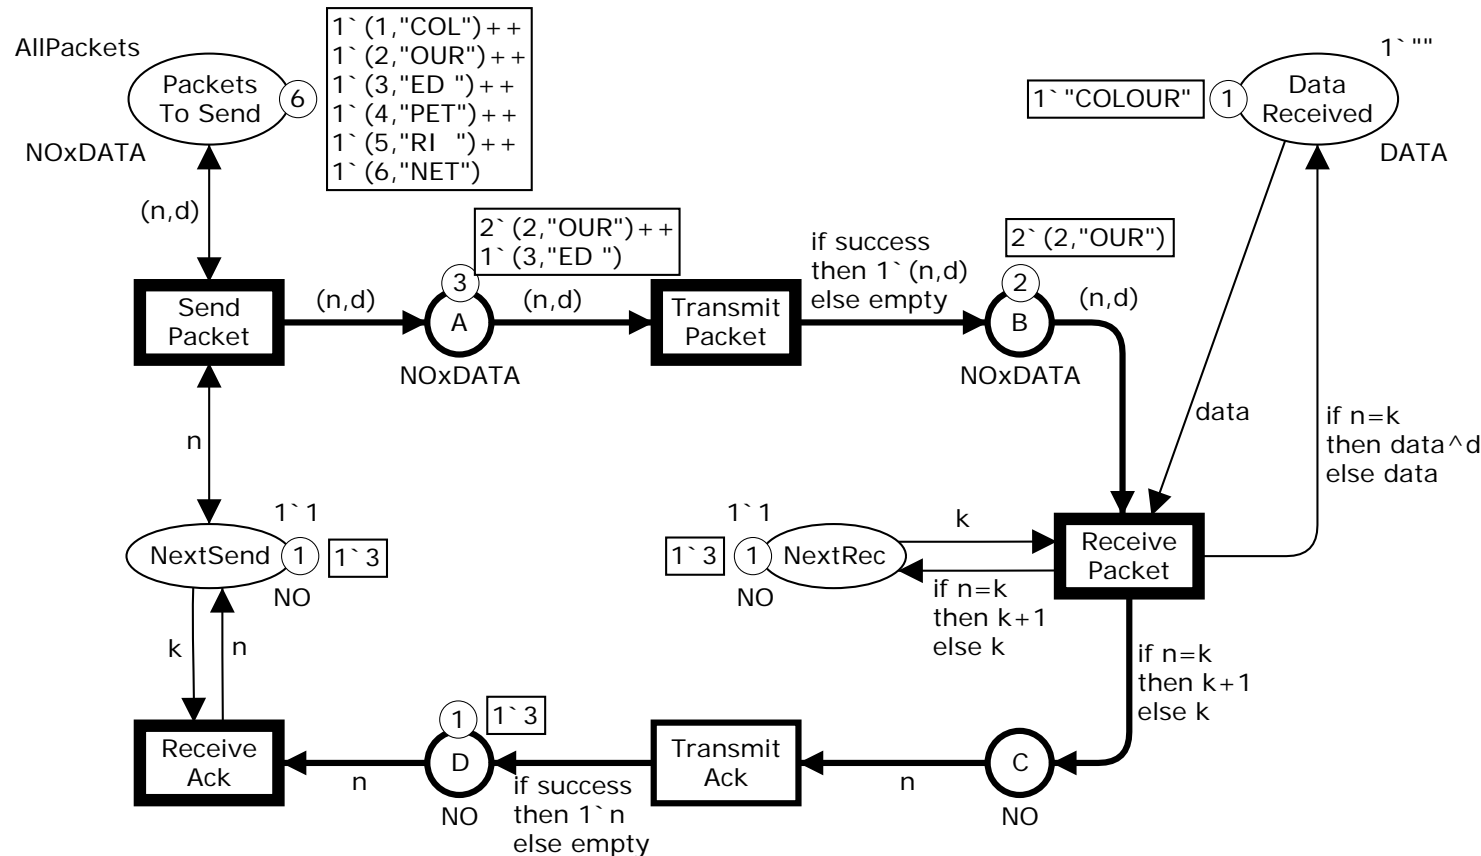 AllPackets
Packets
To Send
6
NOxDATA
1`(1,"COL")++
1`(2,"OUR")++
1`(3,"ED ")++
1`(4,"PET")++
1`(5,"RI  ")++
1`(6,"NET")
1`""
1`"COLOUR"
1
Data
Received
DATA
(n,d)
2`(2,"OUR")++
1`(3,"ED ")
3
if success
then 1`(n,d)
else empty
2`(2,"OUR")
2
Send
Packet
(n,d)
A
NOxDATA
(n,d)
Transmit
Packet
B
NOxDATA
(n,d)
data
if n=k
then data^d
else data
n
1`1
NextSend
1
1`3
NO
1`1
1`3
1
NextRec
NO
k
if n=k
then k+1
else k
Receive
Packet
k
n
if n=k
then k+1
else k
Receive
Ack
n
1
1`3
D
NO
if success
then 1`n
else empty
Transmit
Ack
n
C
NO